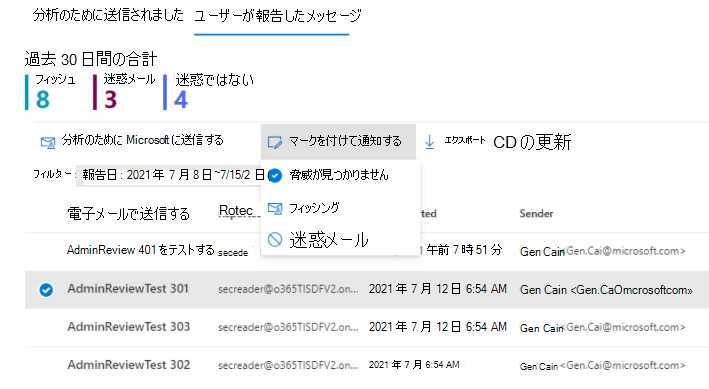 分析のために送信されました ユーザーが報告したメッセージ
過去 30 日間の合計
フィッシュ 迷惑メール 迷惑ではない
8 3 4
分析のために Microsoft に送信する マークを付けて通知する エクスポート CD の更新
フィルター : 報告日 : 2021 年 7 月 8 日~7/15/2 日
脅威が見つかりません
フィッシング
迷惑メール
電子メールで送信する Rotec ted Sender
AdminReview 401 をテストする secede 午前 7 時 51 分 Gen Cain <Gen.Cai@microsoft.com>
AdminReviewTest 301 secreader@o365TISDFV2.on... 2021 年 7 月 12 日 6:54 AM Gen Cain <Gen.CaOmcrosoftcom»
AdminReviewTest 303 secreader@o365TISDFV2.on... 2021 年 7 月 12 日 6:54 AM Gen Cain <Gen.Cai@microsoft.com>
AdminReviewTest 302 secreader@o365TISDFV2.on... 2021 年 7 月 6:54 AM Gen Cain <Gen.Cai@microsoft.com>